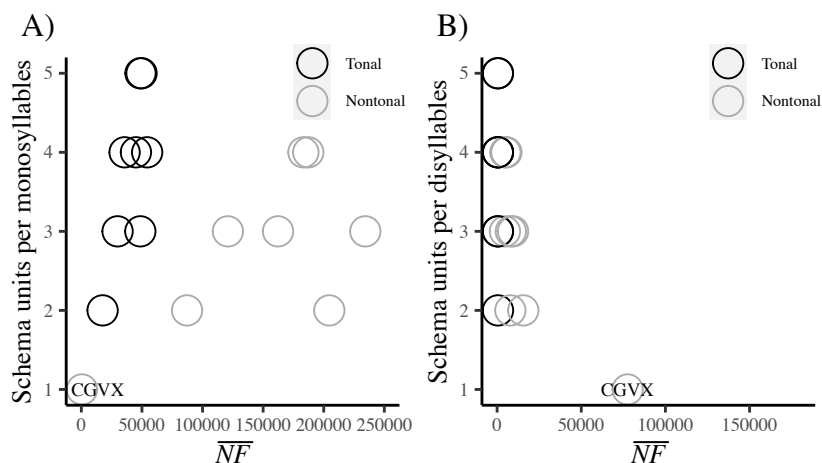 A)
Tonal
Nontonal
Schema units per monosyllables
5
4
3
2
1
CGVX
0 50000 100000 150000 200000 250000
NF
B)
Tonal
Nontonal
Schema units per disyllables
5
4
3
2
1
CGVX
0 50000 100000 150000
NF